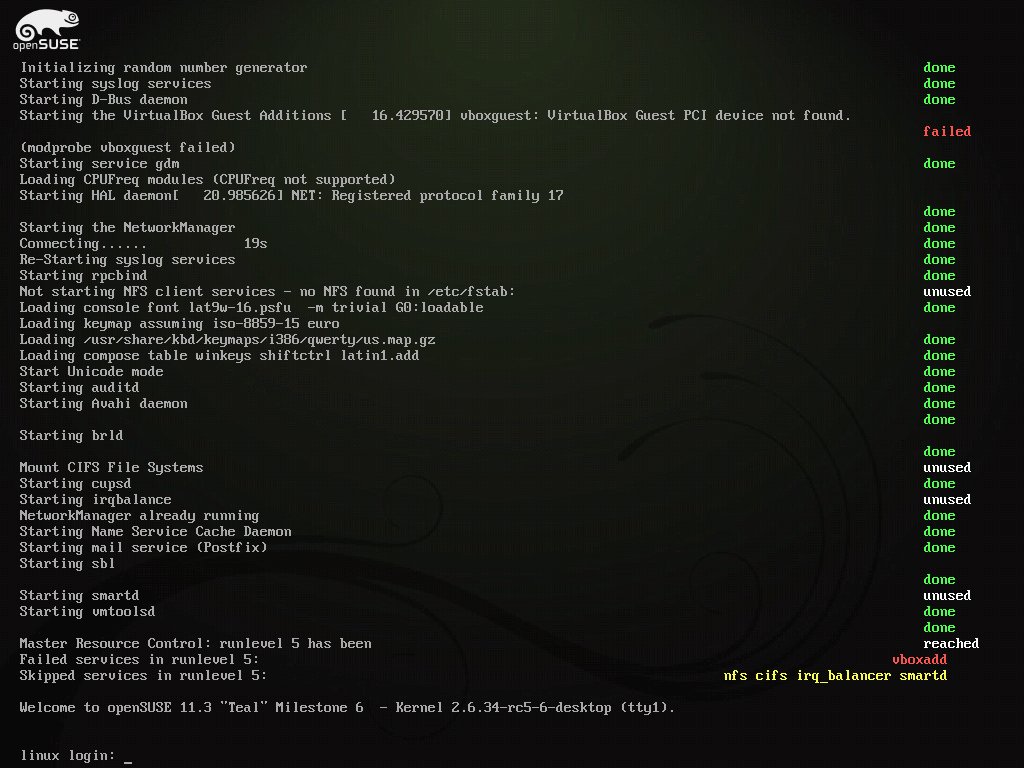 openSUSE
Initializing random number generator done
Starting syslog services done
Starting D-Bus daemon done
Starting the VirtualBox Guest Additions [   16.429570] vboxguest: VirtualBox Guest PCI device not found.
failed
(modprobe vboxguest failed)
Starting service gdm done
Loading CPUFreq modules (CPUFreq not supported)
Starting HAL daemon[   20.985626] NET: Registered protocol family 17
done
Starting the NetworkManager done
Connecting...... 19s done
Re-Starting syslog services done
Starting rpcbind done
Not starting NFS client services - no NFS found in /etc/fstab: unused
Loading console font lat9w-16.psfu  -m trivial G0:loadable done
Loading keymap assuming iso-8859-15 euro
Loading /usr/share/kbd/keymaps/i386/qwerty/us.map.gz done
Loading compose table winkeys shiftctrl latin1.add done
Start Unicode mode done
Starting auditd done
Starting Avahi daemon done
done
Starting brld
done
Mount CIFS File Systems unused
Starting cupsd done
Starting irqbalance unused
NetworkManager already running done
Starting Name Service Cache Daemon done
Starting mail service (Postfix) done
Starting sbl
done
Starting smartd unused
Starting vmtoolsd done
done
Master Resource Control: runlevel 5 has been reached
Failed services in runlevel 5: vboxadd
Skipped services in runlevel 5: nfs cifs irq_balancer smartd
Welcome to openSUSE 11.3 "Teal" Milestone 6  - Kernel 2.6.34-rc5-6-desktop (tty1).
linux login: _